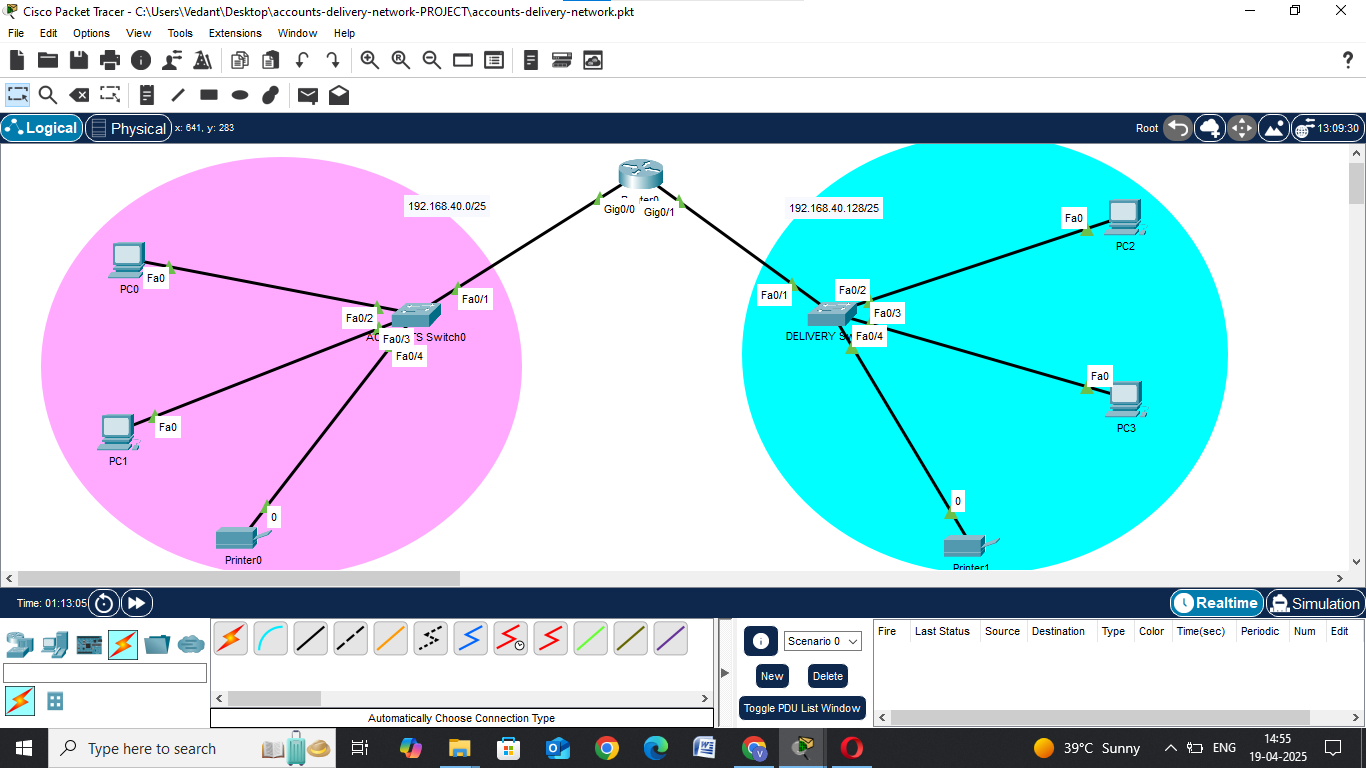 Cisco Packet Tracer - C:\Users\Vedant\Desktop\accounts-delivery-network-PROJECT\accounts-delivery-network.pkt
File Edit Options View Tools Extensions Window Help
Logical Physical x: 641, y: 283 Root 13:09:30
192.168.40.0/25
Gig0/0 Gig0/1
192.168.40.128/25
Fa0
PC2
Fa0
PC0
Fa0/1
Fa0/2
Fa0/3
Switch0
Fa0/4
Fa0
PC1
0
Printer0
Fa0/1
Fa0/2
Fa0/3
DELIVERY
Fa0/4
Fa0
PC3
0
Printer1
Time: 01:13:05 Realtime Simulation
Scenario 0
New Delete
Toggle PDU List Window
Fire Last Status Source Destination Type Color Time(sec) Periodic Num Edit
Automatically Choose Connection Type
Type here to search
39°C Sunny
ENG
14:55
19-04-2025